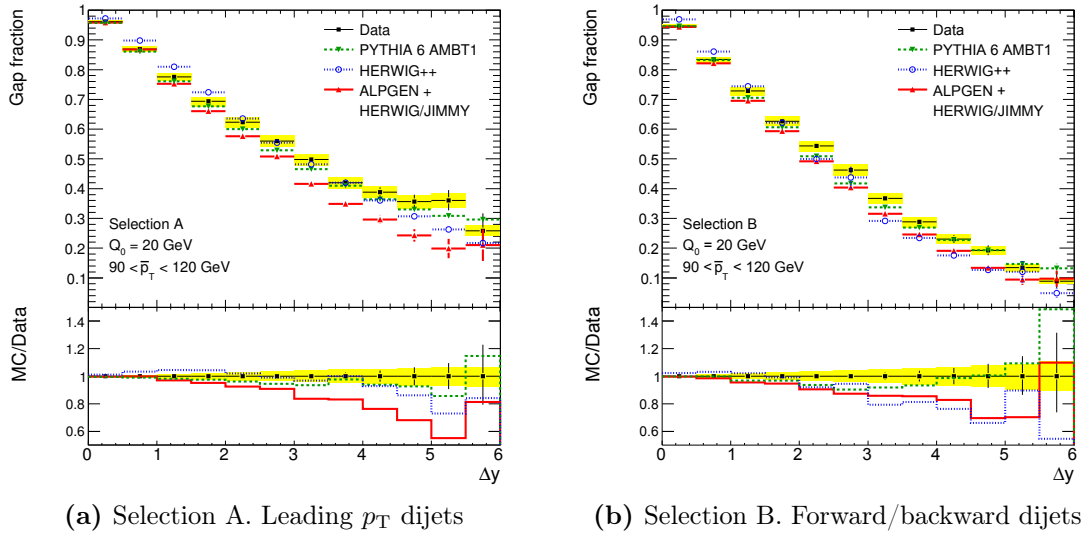 Gap fraction
1
0.9
0.8
0.7
0.6
0.5
0.4
0.3
0.2
0.1
Data
PYTHIA 6 AMBT1
HERWIG++
ALPGEN +
HERWIG/JIMMY
Selection A
Q0 = 20 GeV
90 < p̅T < 120 GeV
MC/Data
1.4
1.2
1
0.8
0.6
0 1 2 3 4 5 6
Δy
(a) Selection A. Leading pT dijets
Gap fraction
1
0.9
0.8
0.7
0.6
0.5
0.4
0.3
0.2
0.1
Data
PYTHIA 6 AMBT1
HERWIG++
ALPGEN +
HERWIG/JIMMY
Selection B
Q0 = 20 GeV
90 < p̅T < 120 GeV
MC/Data
1.4
1.2
1
0.8
0.6
0 1 2 3 4 5 6
Δy
(b) Selection B. Forward/backward dijets